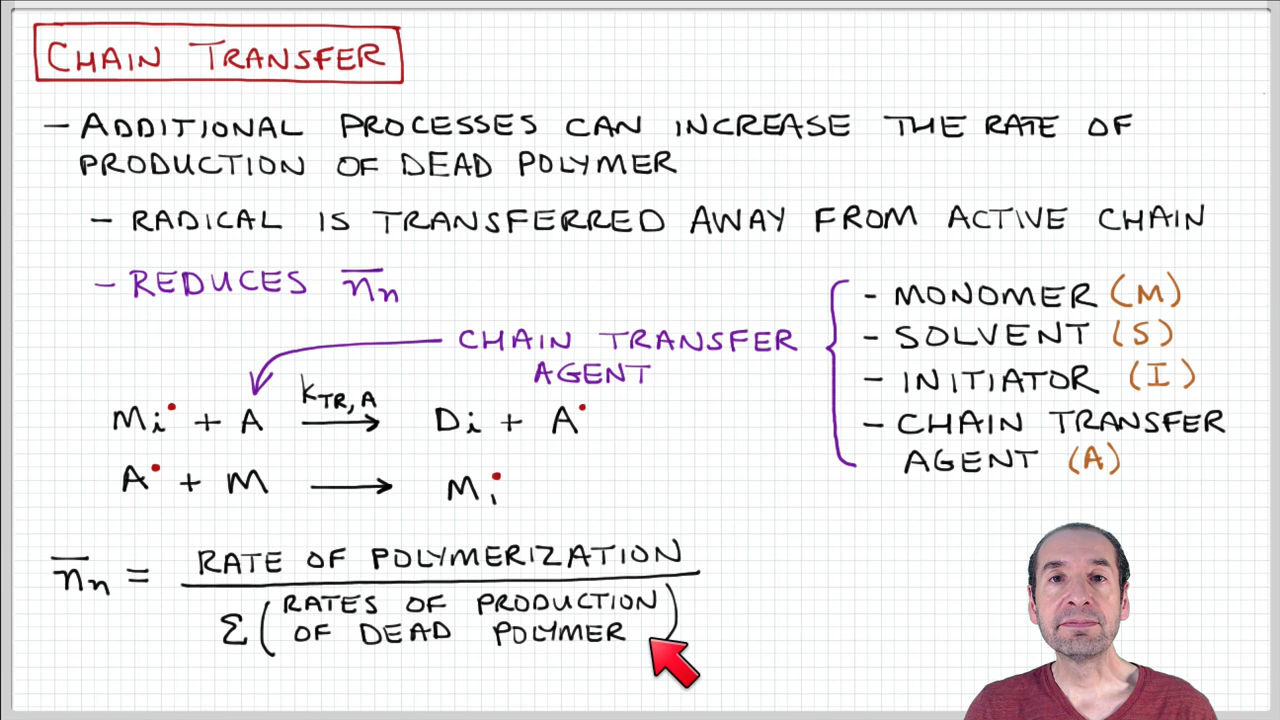 CHAIN TRANSFER
- ADDITIONAL PROCESSES CAN INCREASE THE RATE OF
PRODUCTION OF DEAD POLYMER
- RADICAL IS TRANSFERRED AWAY FROM ACTIVE CHAIN
- REDUCES n̅n
CHAIN TRANSFER
AGENT
- MONOMER (M)
- SOLVENT (S)
- INITIATOR (I)
- CHAIN TRANSFER
AGENT (A)
Mi• + A —kTR,A→ Di + A•
A• + M → Mi•
n̅n = RATE OF POLYMERIZATION
Σ (RATES OF PRODUCTION
OF DEAD POLYMER)